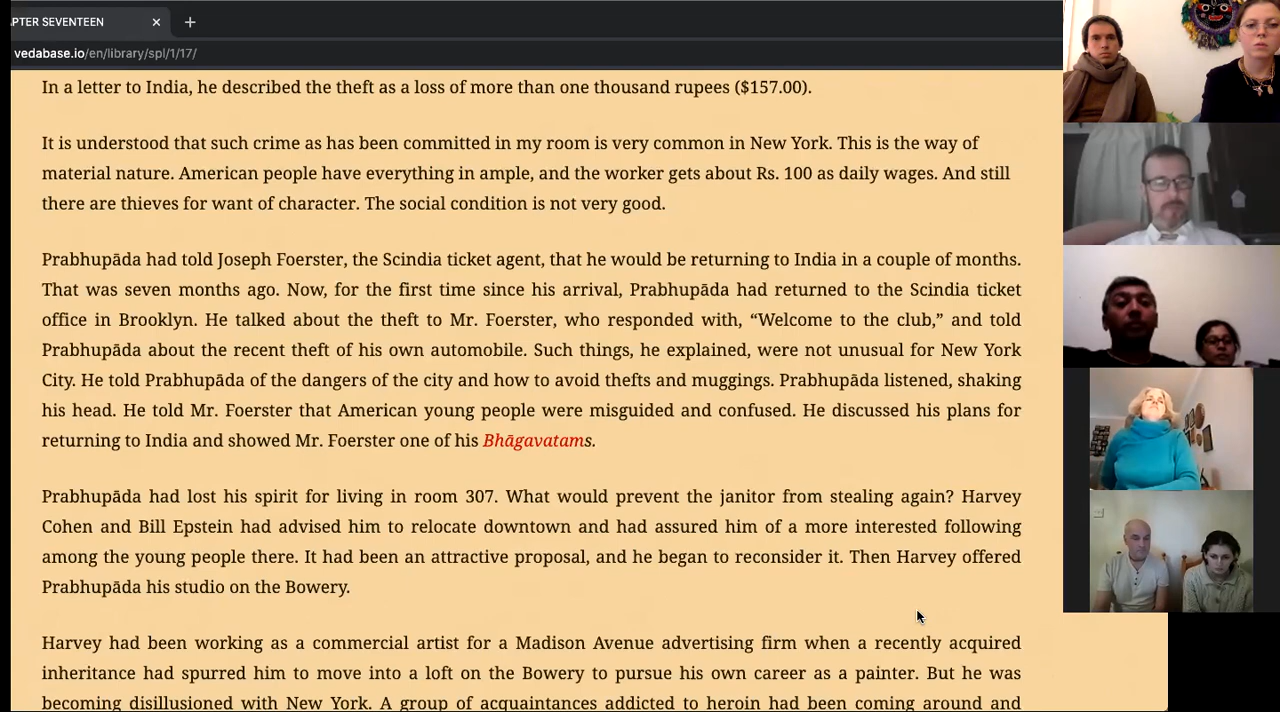 APTER SEVENTEEN
vedabase.io/en/library/spl/1/17/
In a letter to India, he described the theft as a loss of more than one thousand rupees ($157.00).
It is understood that such crime as has been committed in my room is very common in New York. This is the way of
material nature. American people have everything in ample, and the worker gets about Rs. 100 as daily wages. And still
there are thieves for want of character. The social condition is not very good.
Prabhupāda had told Joseph Foerster, the Scindia ticket agent, that he would be returning to India in a couple of months.
That was seven months ago. Now, for the first time since his arrival, Prabhupāda had returned to the Scindia ticket
office in Brooklyn. He talked about the theft to Mr. Foerster, who responded with, “Welcome to the club,” and told
Prabhupāda about the recent theft of his own automobile. Such things, he explained, were not unusual for New York
City. He told Prabhupāda of the dangers of the city and how to avoid thefts and muggings. Prabhupāda listened, shaking
his head. He told Mr. Foerster that American young people were misguided and confused. He discussed his plans for
returning to India and showed Mr. Foerster one of his Bhāgavatams.
Prabhupāda had lost his spirit for living in room 307. What would prevent the janitor from stealing again? Harvey
Cohen and Bill Epstein had advised him to relocate downtown and had assured him of a more interested following
among the young people there. It had been an attractive proposal, and he began to reconsider it. Then Harvey offered
Prabhupāda his studio on the Bowery.
Harvey had been working as a commercial artist for a Madison Avenue advertising firm when a recently acquired
inheritance had spurred him to move into a loft on the Bowery to pursue his own career as a painter. But he was
becoming disillusioned with New York. A group of acquaintances addicted to heroin had been coming around and